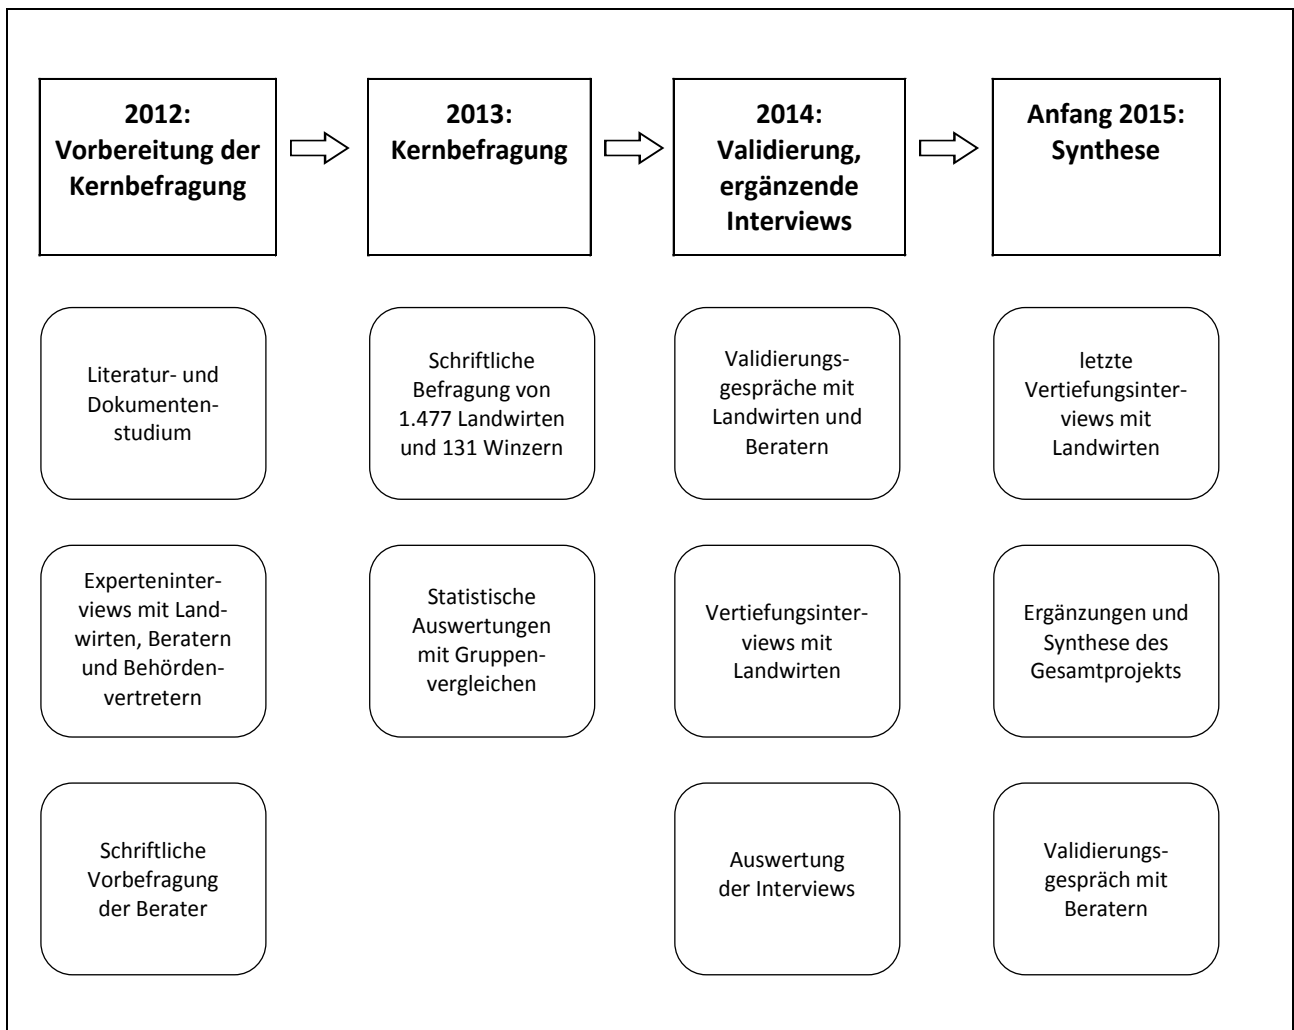 2012:
Vorbereitung der
Kernbefragung
2013:
Kernbefragung
2014:
Validierung,
ergänzende
Interviews
Anfang 2015:
Synthese
Literatur- und
Dokumenten-
studium
Schriftliche
Befragung von
1.477 Landwirten
und 131 Winzern
Validierungs-
gespräche mit
Landwirten und
Beratern
letzte
Vertiefungsinter-
views mit
Landwirten
Experteninter-
views mit Land-
wirten, Beratern
und Behörden-
vertretern
Statistische
Auswertungen
mit Gruppen-
vergleichen
Vertiefungsinter-
views mit
Landwirten
Ergänzungen und
Synthese des
Gesamtprojekts
Schriftliche
Vorbefragung
der Berater
Auswertung
der Interviews
Validierungs-
gespräch mit
Beratern